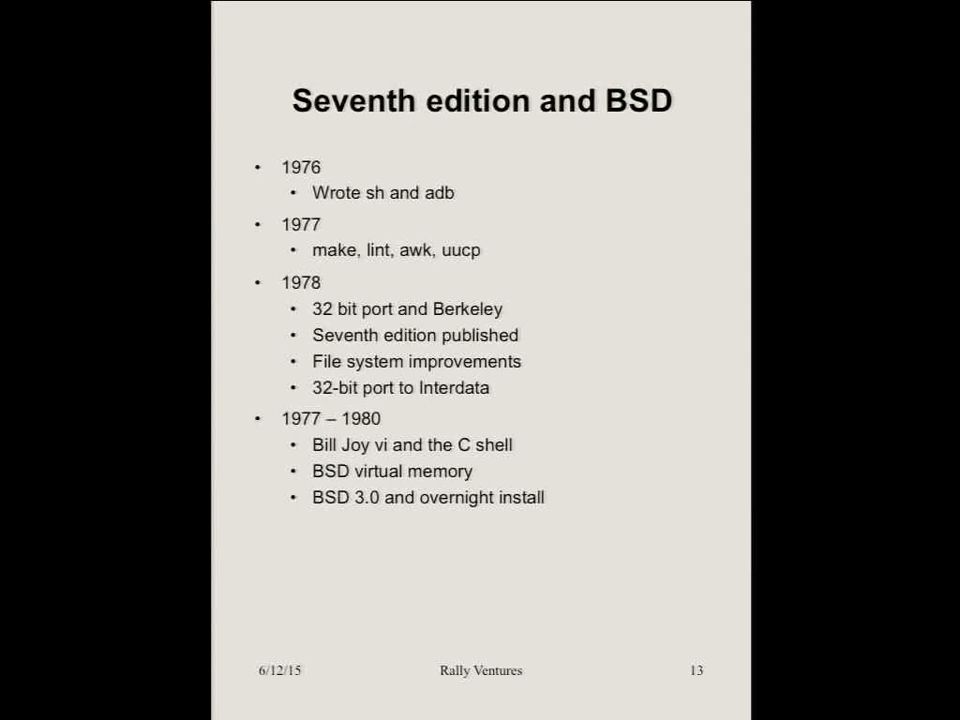 Seventh edition and BSD
• 1976
• Wrote sh and adb
• 1977
• make, lint, awk, uucp
• 1978
• 32 bit port and Berkeley
• Seventh edition published
• File system improvements
• 32-bit port to Interdata
• 1977 – 1980
• Bill Joy vi and the C shell
• BSD virtual memory
• BSD 3.0 and overnight install
6/12/15 Rally Ventures 13